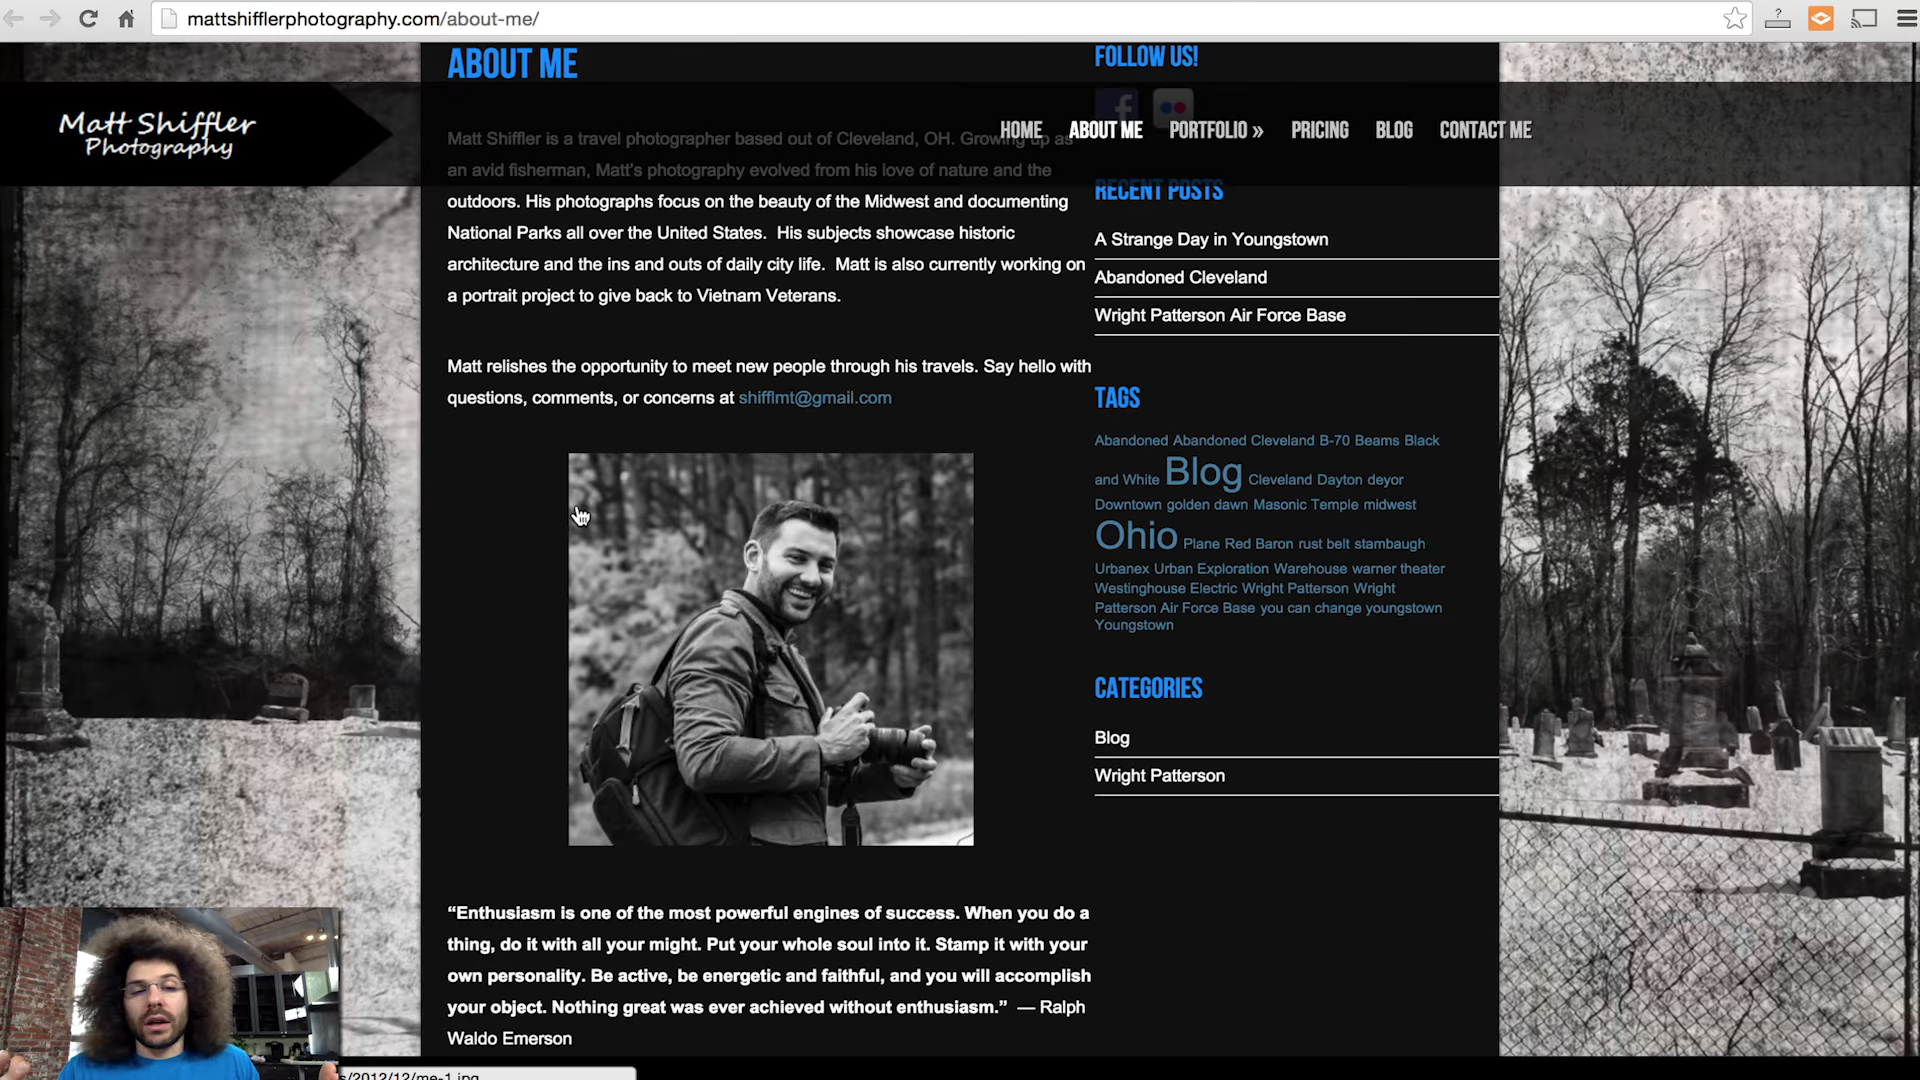 mattshifflerphotography.com/about-me/
ABOUT ME
FOLLOW US!
Matt Shiffler
Photography
HOME
ABOUT ME
PORTFOLIO »
PRICING
BLOG
CONTACT ME
Matt Shiffler is a travel photographer based out of Cleveland, OH. Growing up as
an avid fisherman, Matt's photography evolved from his love of nature and the
outdoors. His photographs focus on the beauty of the Midwest and documenting
National Parks all over the United States.  His subjects showcase historic
architecture and the ins and outs of daily city life.  Matt is also currently working on
a portrait project to give back to Vietnam Veterans.
Matt relishes the opportunity to meet new people through his travels. Say hello with
questions, comments, or concerns at shifflmt@gmail.com
“Enthusiasm is one of the most powerful engines of success. When you do a
thing, do it with all your might. Put your whole soul into it. Stamp it with your
own personality. Be active, be energetic and faithful, and you will accomplish
your object. Nothing great was ever achieved without enthusiasm.”  — Ralph
Waldo Emerson
RECENT POSTS
A Strange Day in Youngstown
Abandoned Cleveland
Wright Patterson Air Force Base
TAGS
Abandoned Abandoned Cleveland B-70 Beams Black
and White Blog Cleveland Dayton deyor
Downtown golden dawn Masonic Temple midwest
Ohio Plane Red Baron rust belt stambaugh
Urbanex Urban Exploration Warehouse warner theater
Westinghouse Electric Wright Patterson Wright
Patterson Air Force Base you can change youngstown
Youngstown
CATEGORIES
Blog
Wright Patterson
s/2012/12/me-1.jpg